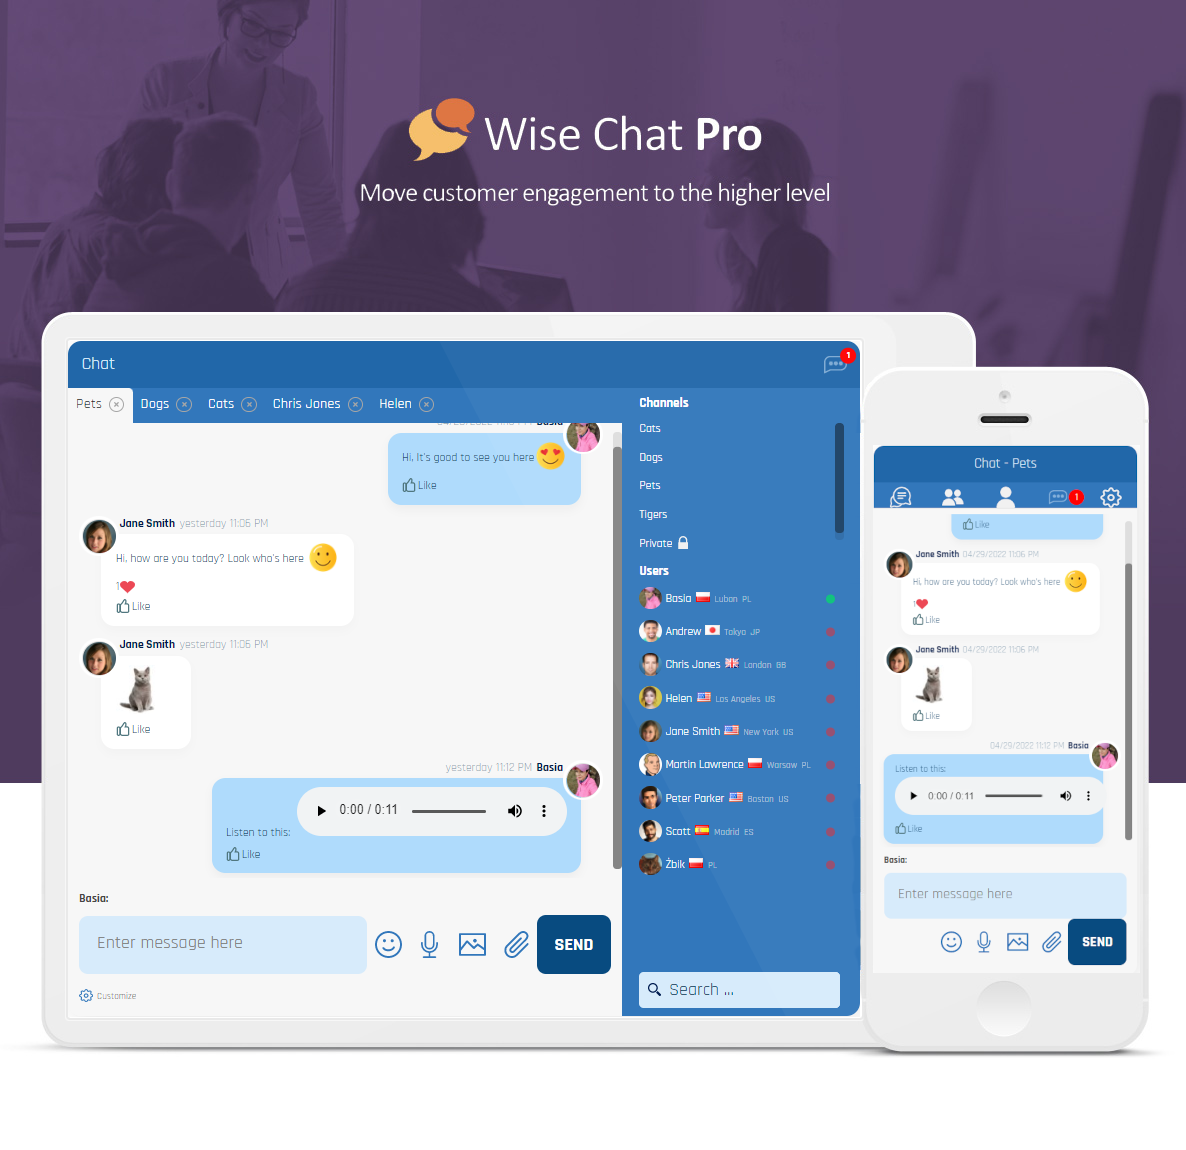 Wise Chat Pro
Move customer engagement to the higher level
Chat
1
Pets
Dogs
Cats
Chris Jones
Helen
Basia
Hi, It's good to see you here
Like
Jane Smith yesterday 11:06 PM
Hi, how are you today? Look who's here
1
Like
Jane Smith yesterday 11:06 PM
Like
yesterday 11:12 PM Basia
0:00 / 0:11
Listen to this:
Like
Basia:
Enter message here
SEND
Customize
Channels
Cats
Dogs
Pets
Tigers
Private
Users
Basia Lubon PL
Andrew Tokyo JP
Chris Jones London GB
Helen Los Angeles US
Jane Smith New York US
Martin Lawrence Warsaw PL
Peter Parker Boston US
Scott Madrid ES
Żbik PL
Search ...
Chat - Pets
1
Like
Jane Smith 04/29/2022 11:06 PM
Hi, how are you today? Look who's here
1
Like
Jane Smith 04/29/2022 11:06 PM
Like
04/29/2022 11:12 PM Basia
Listen to this:
0:00 / 0:11
Like
Basia:
Enter message here
SEND